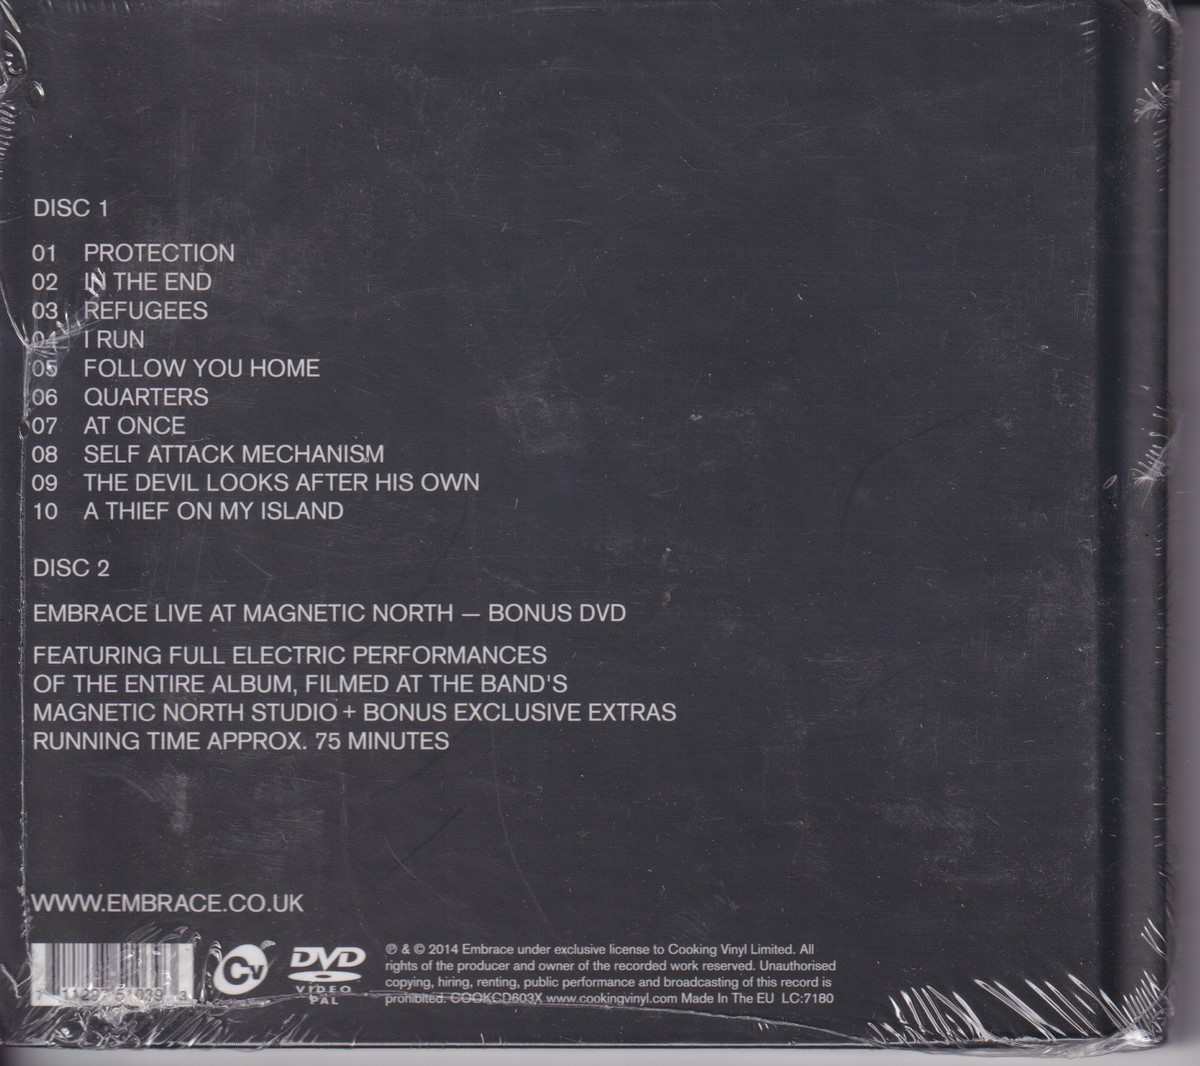 DISC 1
01 PROTECTION
02 IN THE END
03 REFUGEES
04 I RUN
05 FOLLOW YOU HOME
06 QUARTERS
07 AT ONCE
08 SELF ATTACK MECHANISM
09 THE DEVIL LOOKS AFTER HIS OWN
10 A THIEF ON MY ISLAND
DISC 2
EMBRACE LIVE AT MAGNETIC NORTH — BONUS DVD
FEATURING FULL ELECTRIC PERFORMANCES
OF THE ENTIRE ALBUM, FILMED AT THE BAND'S
MAGNETIC NORTH STUDIO + BONUS EXCLUSIVE EXTRAS
RUNNING TIME APPROX. 75 MINUTES
WWW.EMBRACE.CO.UK
CV
DVD
VIDEO
PAL
℗ & © 2014 Embrace under exclusive license to Cooking Vinyl Limited. All
rights of the producer and owner of the recorded work reserved. Unauthorised
copying, hiring, renting, public performance and broadcasting of this record is
prohibited. COOKCD603X www.cookingvinyl.com Made In The EU LC:7180